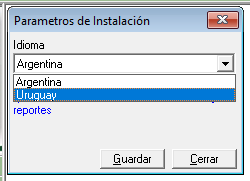 Parametros de Instalación
Idioma
Argentina
Argentina
Uruguay
reportes
Guardar
Cerrar